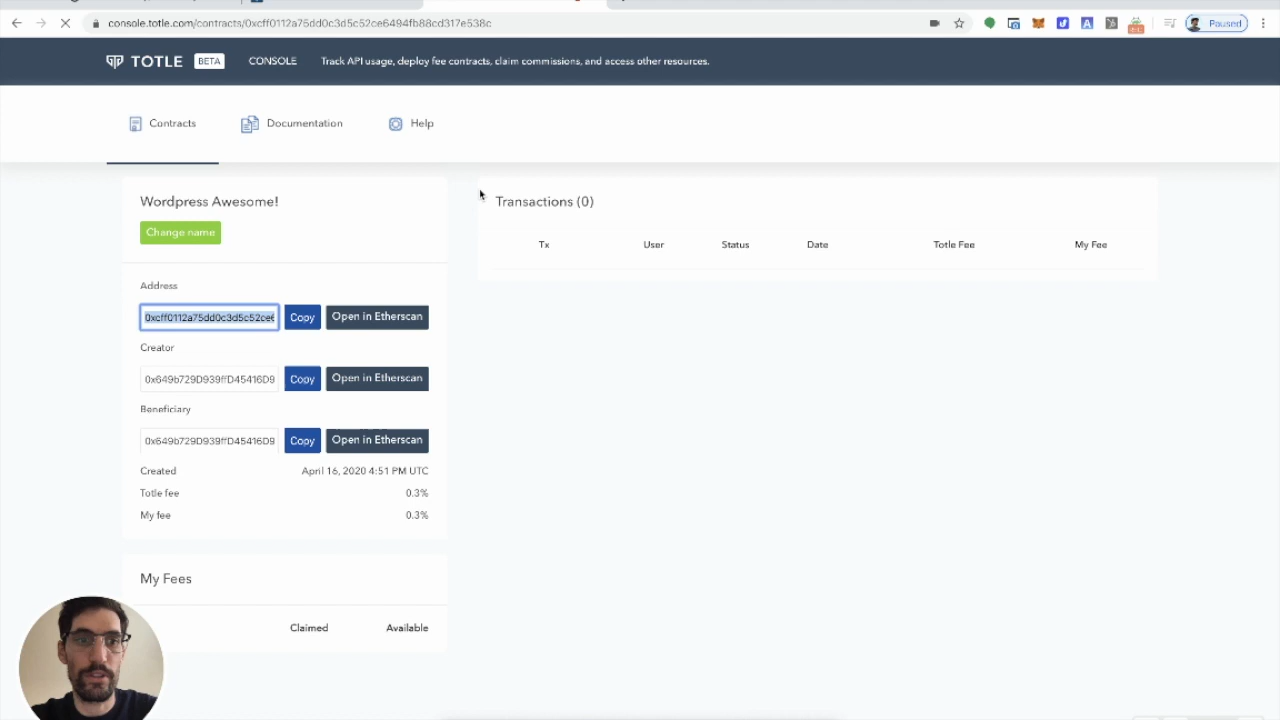 console.totle.com/contracts/0xcff0112a75dd0c3d5c52ce6494fb88cd317e538c
Paused
TOTLE BETA CONSOLE Track API usage, deploy fee contracts, claim commissions, and access other resources.
Contracts Documentation Help
Wordpress Awesome!
Change name
Transactions (0)
Tx User Status Date Totle Fee My Fee
Address
0xcff0112a75dd0c3d5c52ce6 Copy Open in Etherscan
Creator
0x649b729D939ffD45416D9 Copy Open in Etherscan
Beneficiary
0x649b729D939ffD45416D9 Copy Open in Etherscan
Created April 16, 2020 4:51 PM UTC
Totle fee 0.3%
My fee 0.3%
My Fees
Claimed Available